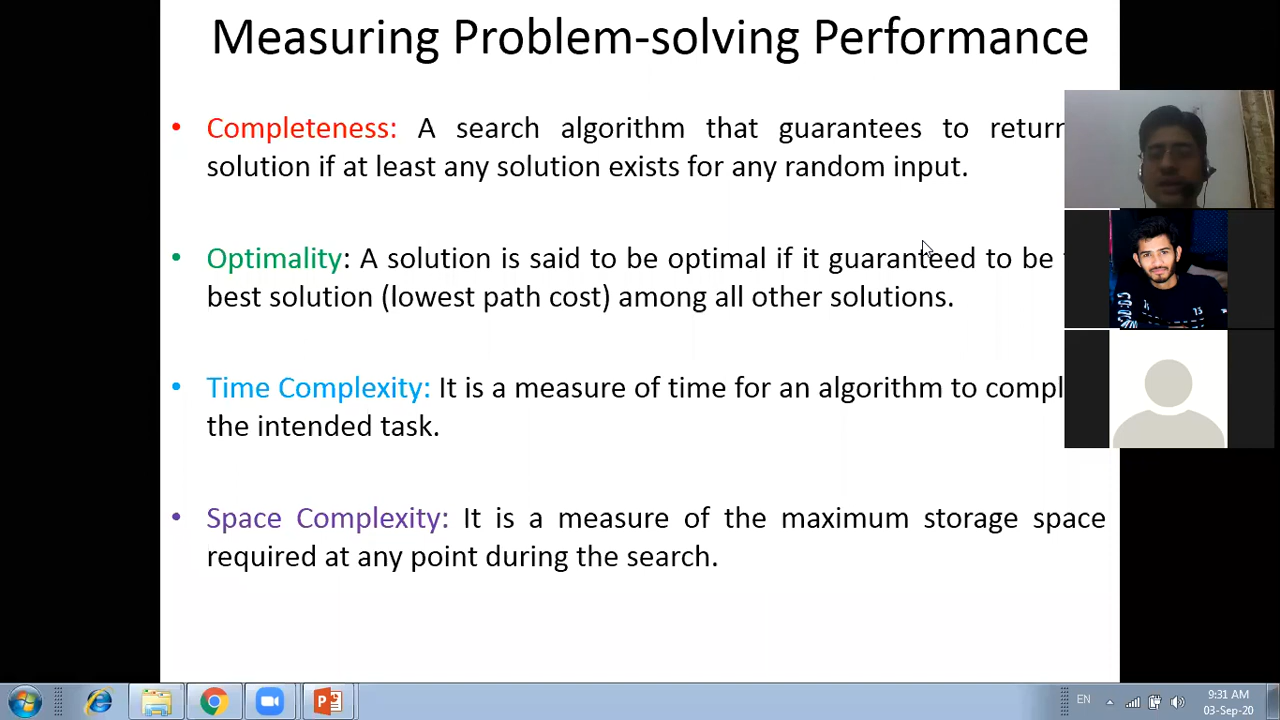 Measuring Problem-solving Performance
• Completeness: A search algorithm that guarantees to return
solution if at least any solution exists for any random input.
• Optimality: A solution is said to be optimal if it guaranteed to be
best solution (lowest path cost) among all other solutions.
• Time Complexity: It is a measure of time for an algorithm to compl
the intended task.
• Space Complexity: It is a measure of the maximum storage space
required at any point during the search.
EN
9:31 AM
03-Sep-20